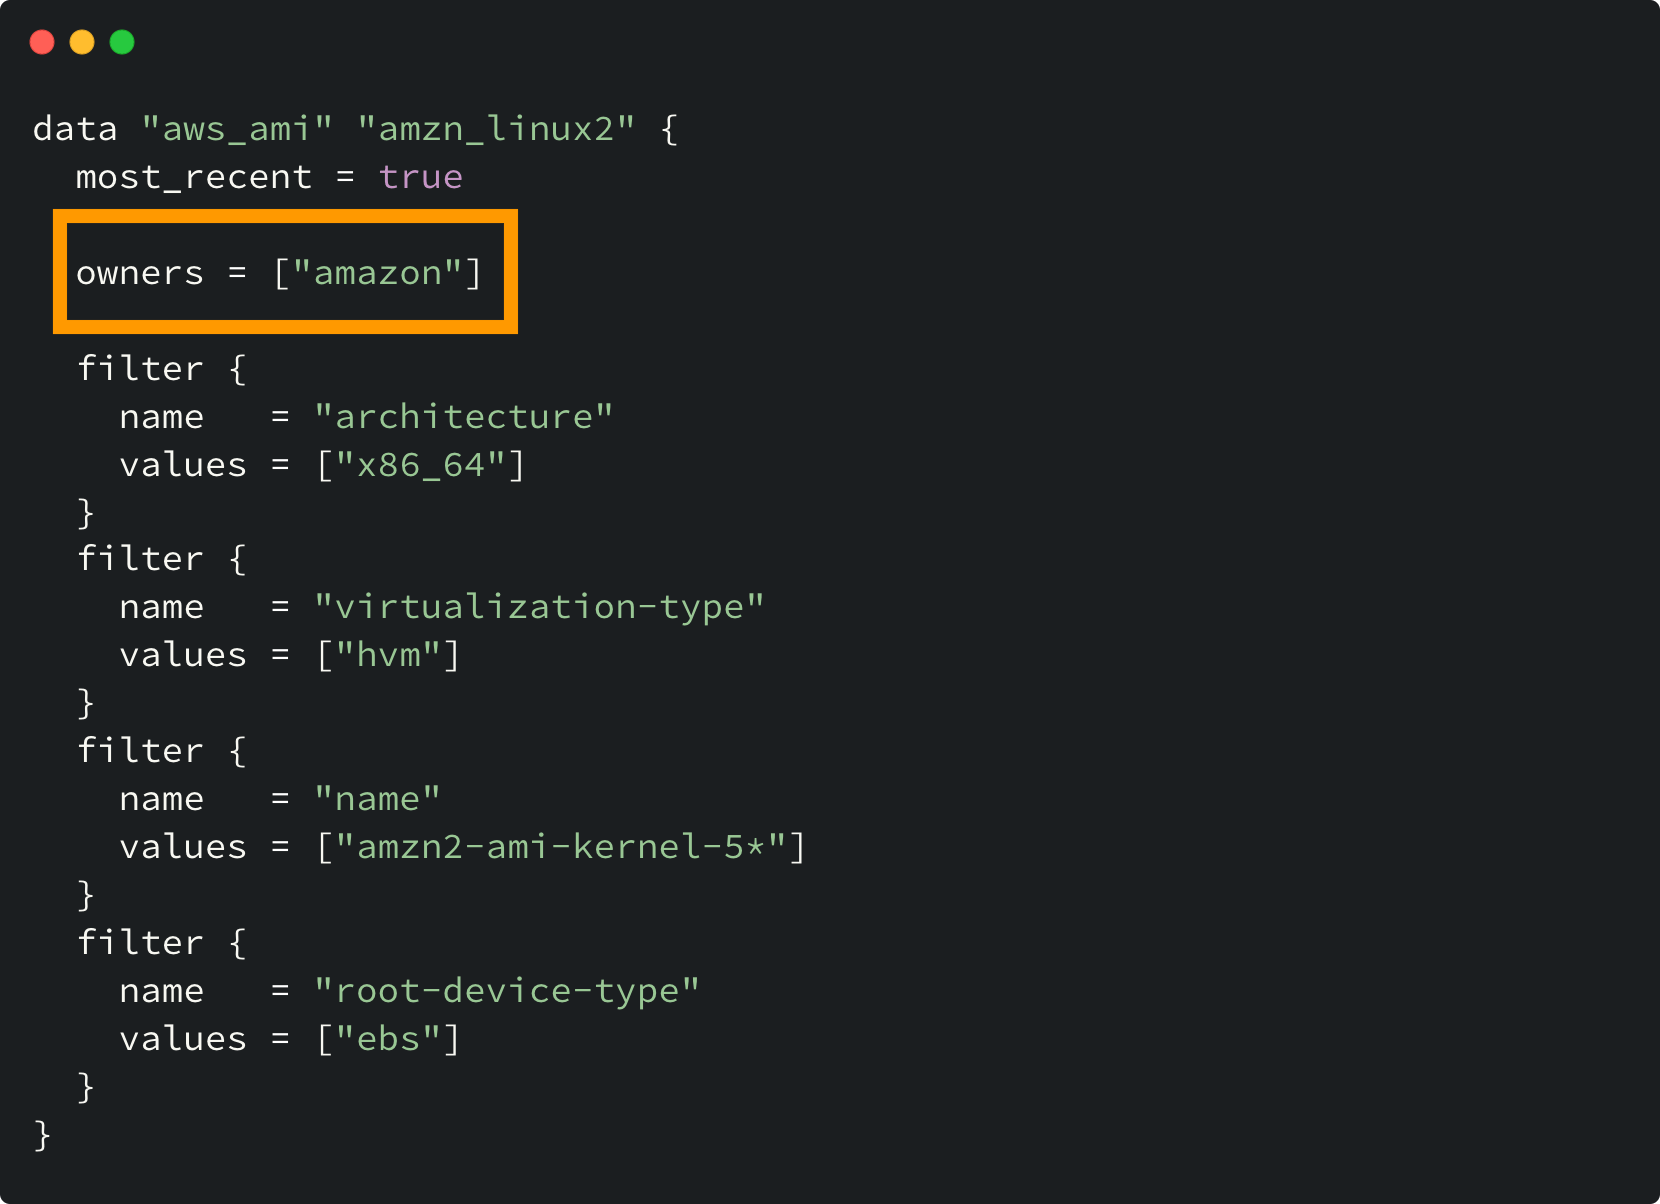 data "aws_ami" "amzn_linux2" {
  most_recent = true
  owners = ["amazon"]
  filter {
    name   = "architecture"
    values = ["x86_64"]
  }
  filter {
    name   = "virtualization-type"
    values = ["hvm"]
  }
  filter {
    name   = "name"
    values = ["amzn2-ami-kernel-5*"]
  }
  filter {
    name   = "root-device-type"
    values = ["ebs"]
  }
}